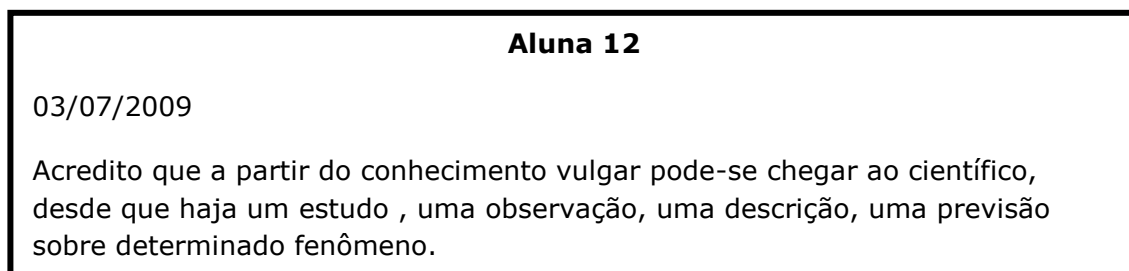 Aluna 12
03/07/2009
Acredito que a partir do conhecimento vulgar pode-se chegar ao científico,
desde que haja um estudo , uma observação, uma descrição, uma previsão
sobre determinado fenômeno.